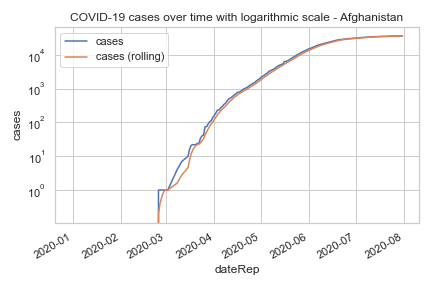 COVID-19 cases over time with logarithmic scale - Afghanistan
cases
cases (rolling)
10⁴
10³
10²
10¹
10⁰
cases
2020-01
2020-02
2020-03
2020-04
2020-05
2020-06
2020-07
2020-08
dateRep